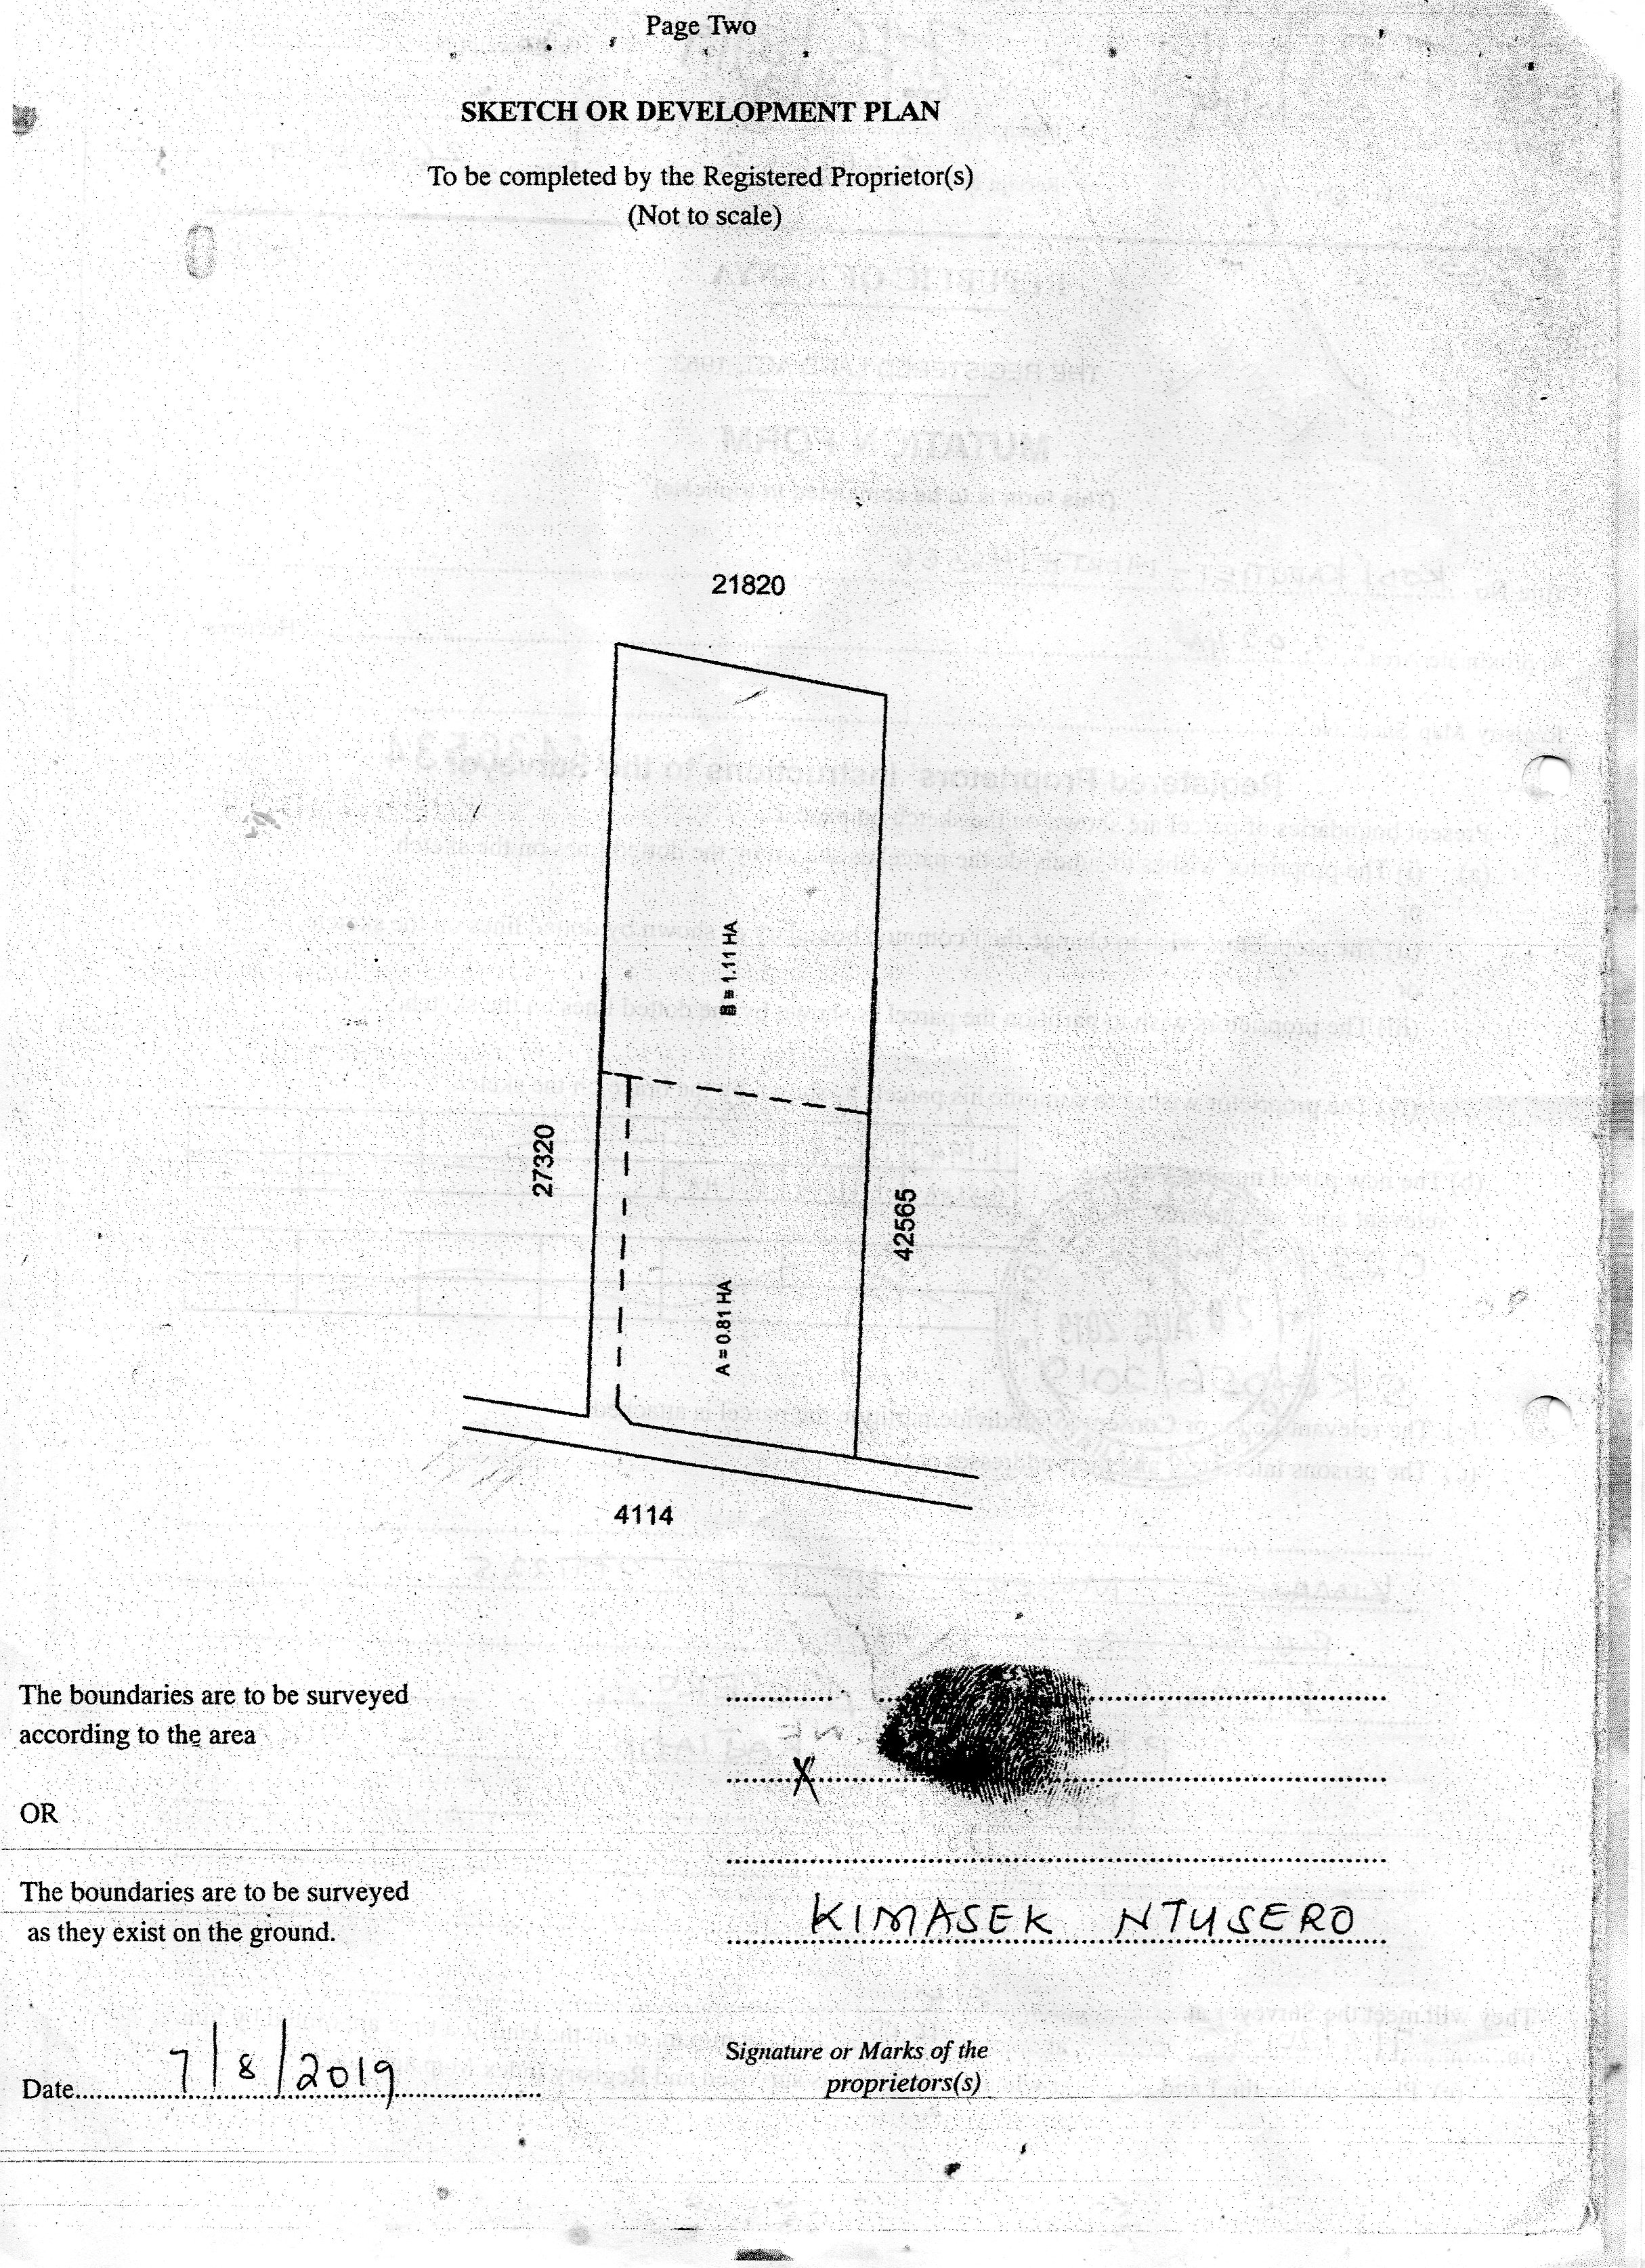 Page Two
SKETCH OR DEVELOPMENT PLAN
To be completed by the Registered Proprietor(s)
(Not to scale)
21820
B = 1.11 HA
27320
42565
A = 0.81 HA
4114
The boundaries are to be surveyed
according to the area
X
OR
The boundaries are to be surveyed
as they exist on the ground.
KIMASEK NTUSERO
Date 7/8/2019
Signature or Marks of the
proprietors(s)